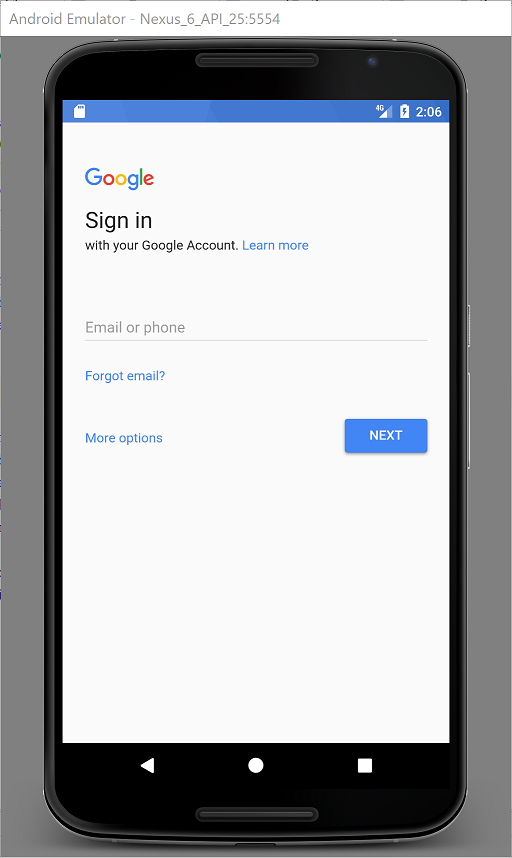 Android Emulator - Nexus_6_API_25:5554
4G 2:06
Google
Sign in
with your Google Account. Learn more
Email or phone
Forgot email?
More options NEXT